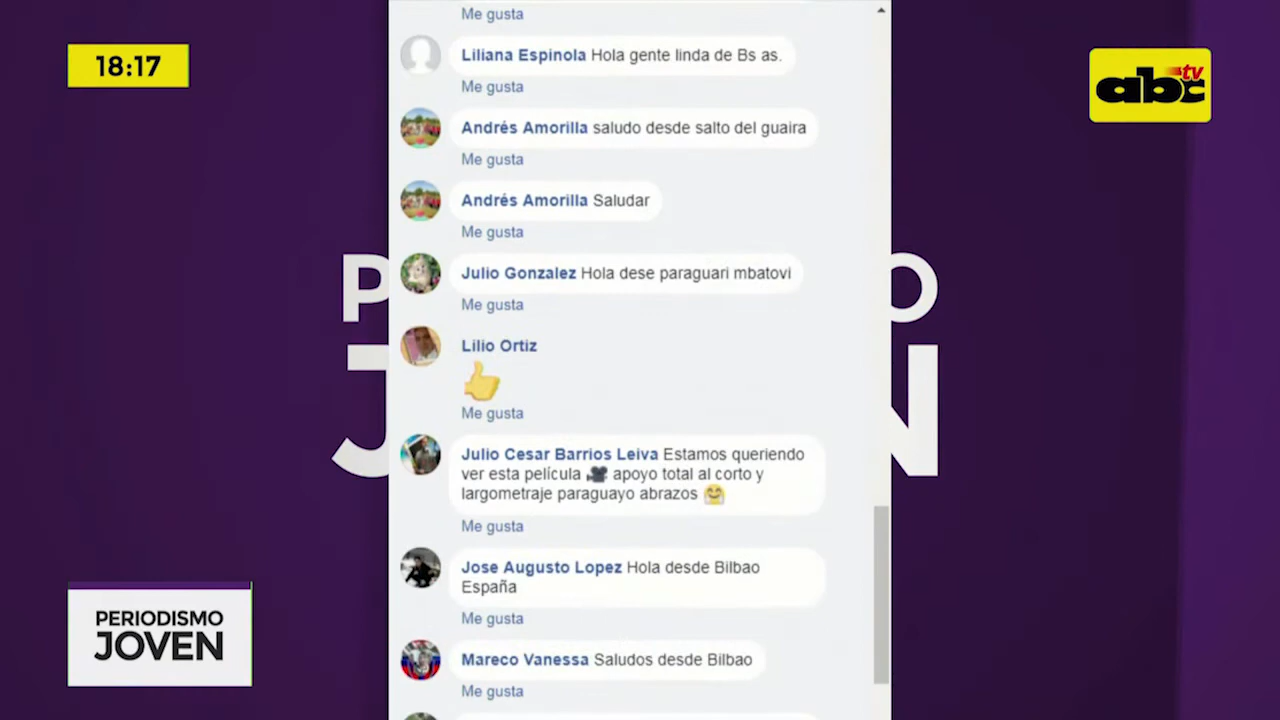 Me gusta
18:17
abc tv
Liliana Espinola Hola gente linda de Bs as.
Me gusta
Andrés Amorilla saludo desde salto del guaira
Me gusta
Andrés Amorilla Saludar
Me gusta
Julio Gonzalez Hola dese paraguari mbatovi
Me gusta
Lilio Ortiz
Me gusta
Julio Cesar Barrios Leiva Estamos queriendo
ver esta película 🎥 apoyo total al corto y
largometraje paraguayo abrazos 🤗
Me gusta
Jose Augusto Lopez Hola desde Bilbao
España
Me gusta
Mareco Vanessa Saludos desde Bilbao
Me gusta
PERIODISMO
JOVEN